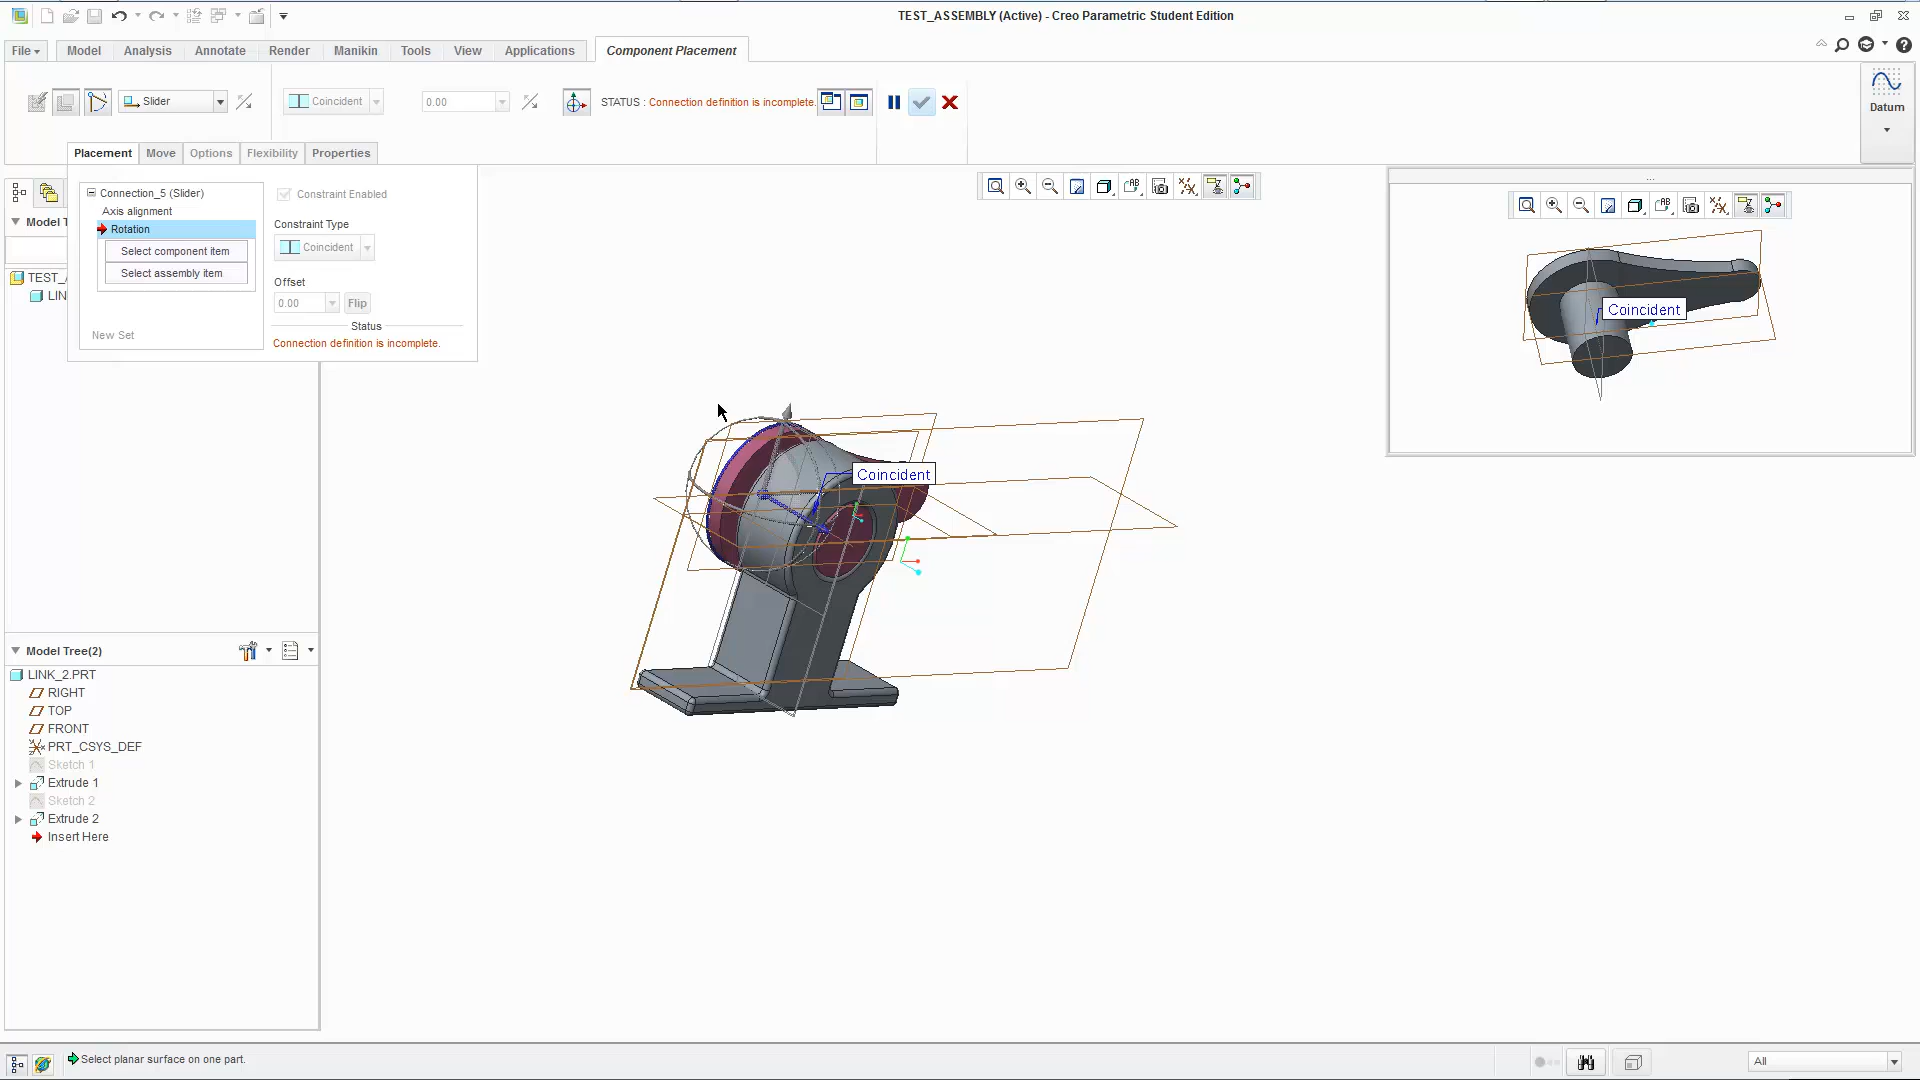 TEST_ASSEMBLY (Active) - Creo Parametric Student Edition
File Model Analysis Annotate Render Manikin Tools View Applications Component Placement
Slider Coincident 0.00 STATUS : Connection definition is incomplete.
Datum
Placement Move Options Flexibility Properties
Connection_5 (Slider)
Axis alignment
Rotation
Select component item
Select assembly item
New Set
Constraint Enabled
Constraint Type
Coincident
Offset
0.00 Flip
Status
Connection definition is incomplete.
Model T
TEST_
LIN
...
Coincident
Coincident
Model Tree(2)
LINK_2.PRT
RIGHT
TOP
FRONT
PRT_CSYS_DEF
Sketch 1
Extrude 1
Sketch 2
Extrude 2
Insert Here
Select planar surface on one part.
All